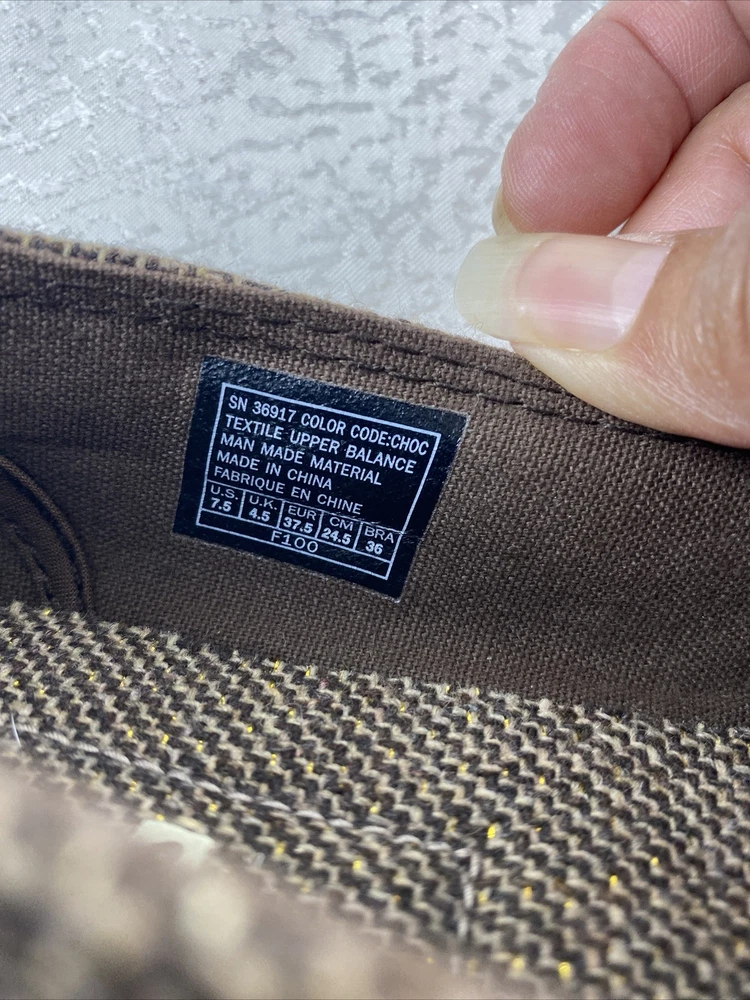 SN 36917 COLOR CODE:CHOC
TEXTILE UPPER BALANCE
MAN MADE MATERIAL
MADE IN CHINA
FABRIQUE EN CHINE
U.S. U.K. EUR CM BRA
7.5 4.5 37.5 24.5 36
F100